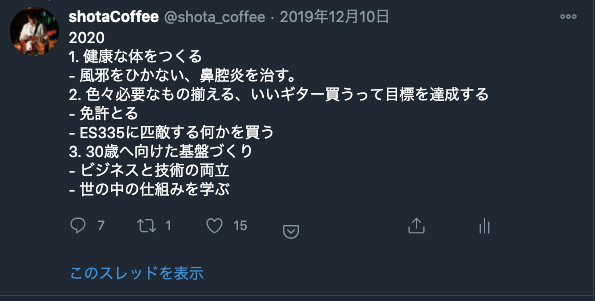 shotaCoffee @shota_coffee · 2019年12月10日
2020
1. 健康な体をつくる
- 風邪をひかない、鼻腔炎を治す。
2. 色々必要なもの揃える、いいギター買うって目標を達成する
- 免許とる
- ES335に匹敵する何かを買う
3. 30歳へ向けた基盤づくり
- ビジネスと技術の両立
- 世の中の仕組みを学ぶ
7 1 15
このスレッドを表示